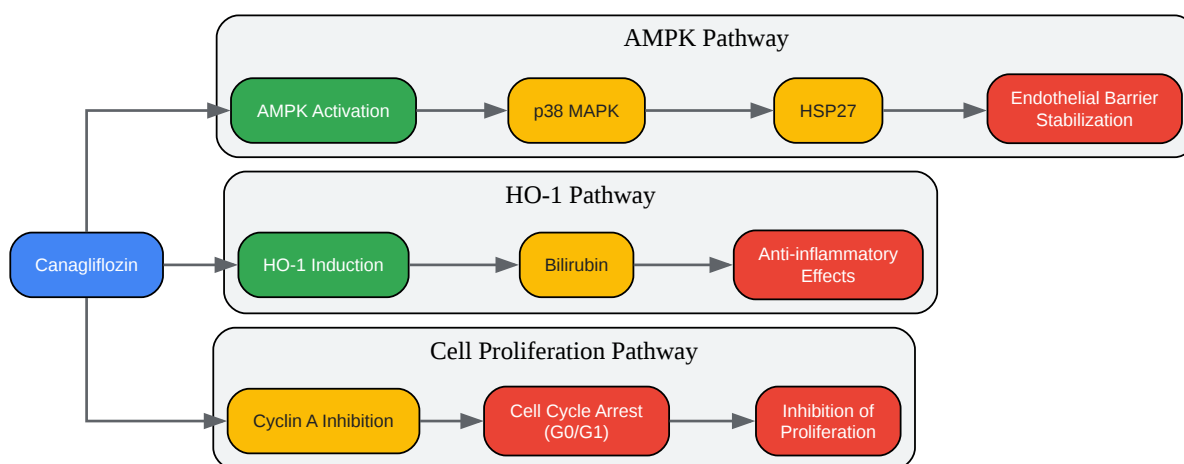 AMPK Pathway
AMPK Activation
p38 MAPK
HSP27
Endothelial Barrier
Stabilization
HO-1 Pathway
Canagliflozin
HO-1 Induction
Bilirubin
Anti-inflammatory
Effects
Cell Proliferation Pathway
Cyclin A Inhibition
Cell Cycle Arrest
(G0/G1)
Inhibition of
Proliferation